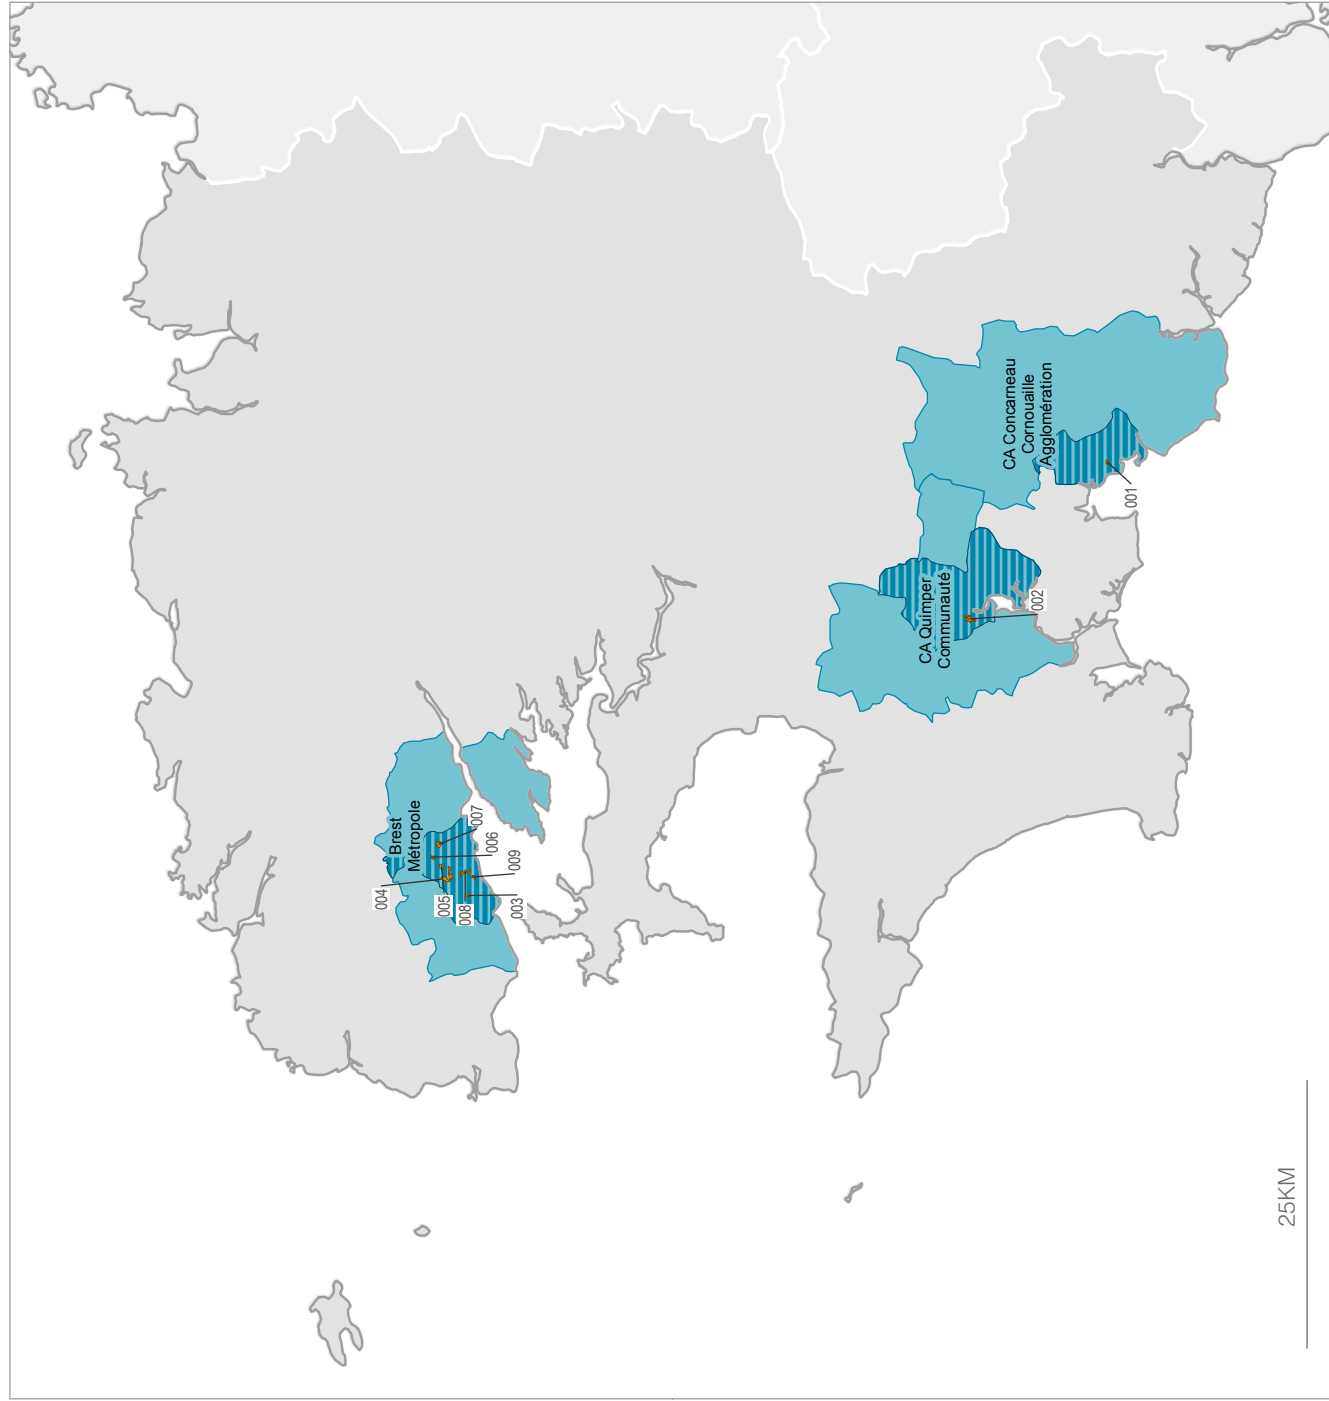 Brest
Métropole
004
005
008
007
006
009
003
CA Quimper
Communauté
002
CA Concarneau
Cornouaille
Agglomération
001
25KM